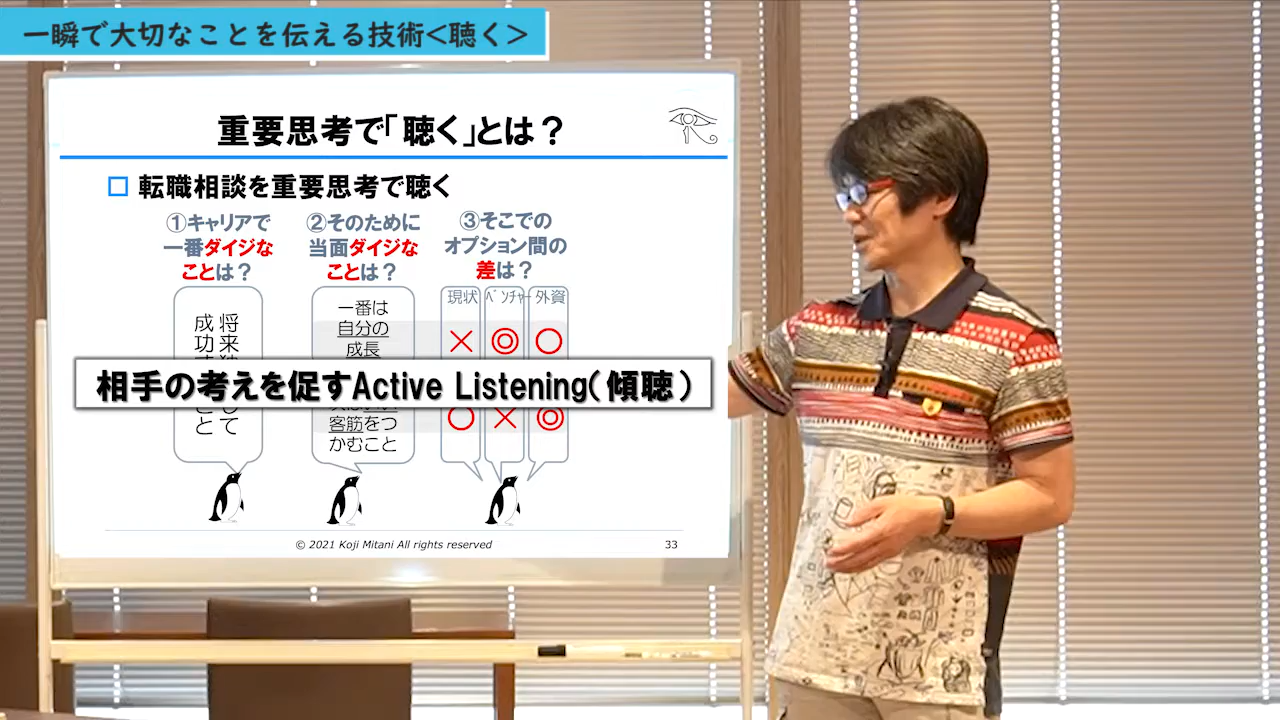 一瞬で大切なことを伝える技術<聴く>
重要思考で「聴く」とは?
転職相談を重要思考で聴く
①キャリアで
一番ダイジな
ことは?
②そのために
当面ダイジな
ことは?
③そこでの
オプション間の
差は?
将来
して
成功
こと
一番は
自分の
成長
客筋をつ
かむこと
現状 ベンチャー 外資
× ◎ ○
○ × ◎
相手の考えを促すActive Listening(傾聴)
© 2021 Koji Mitani All rights reserved
33